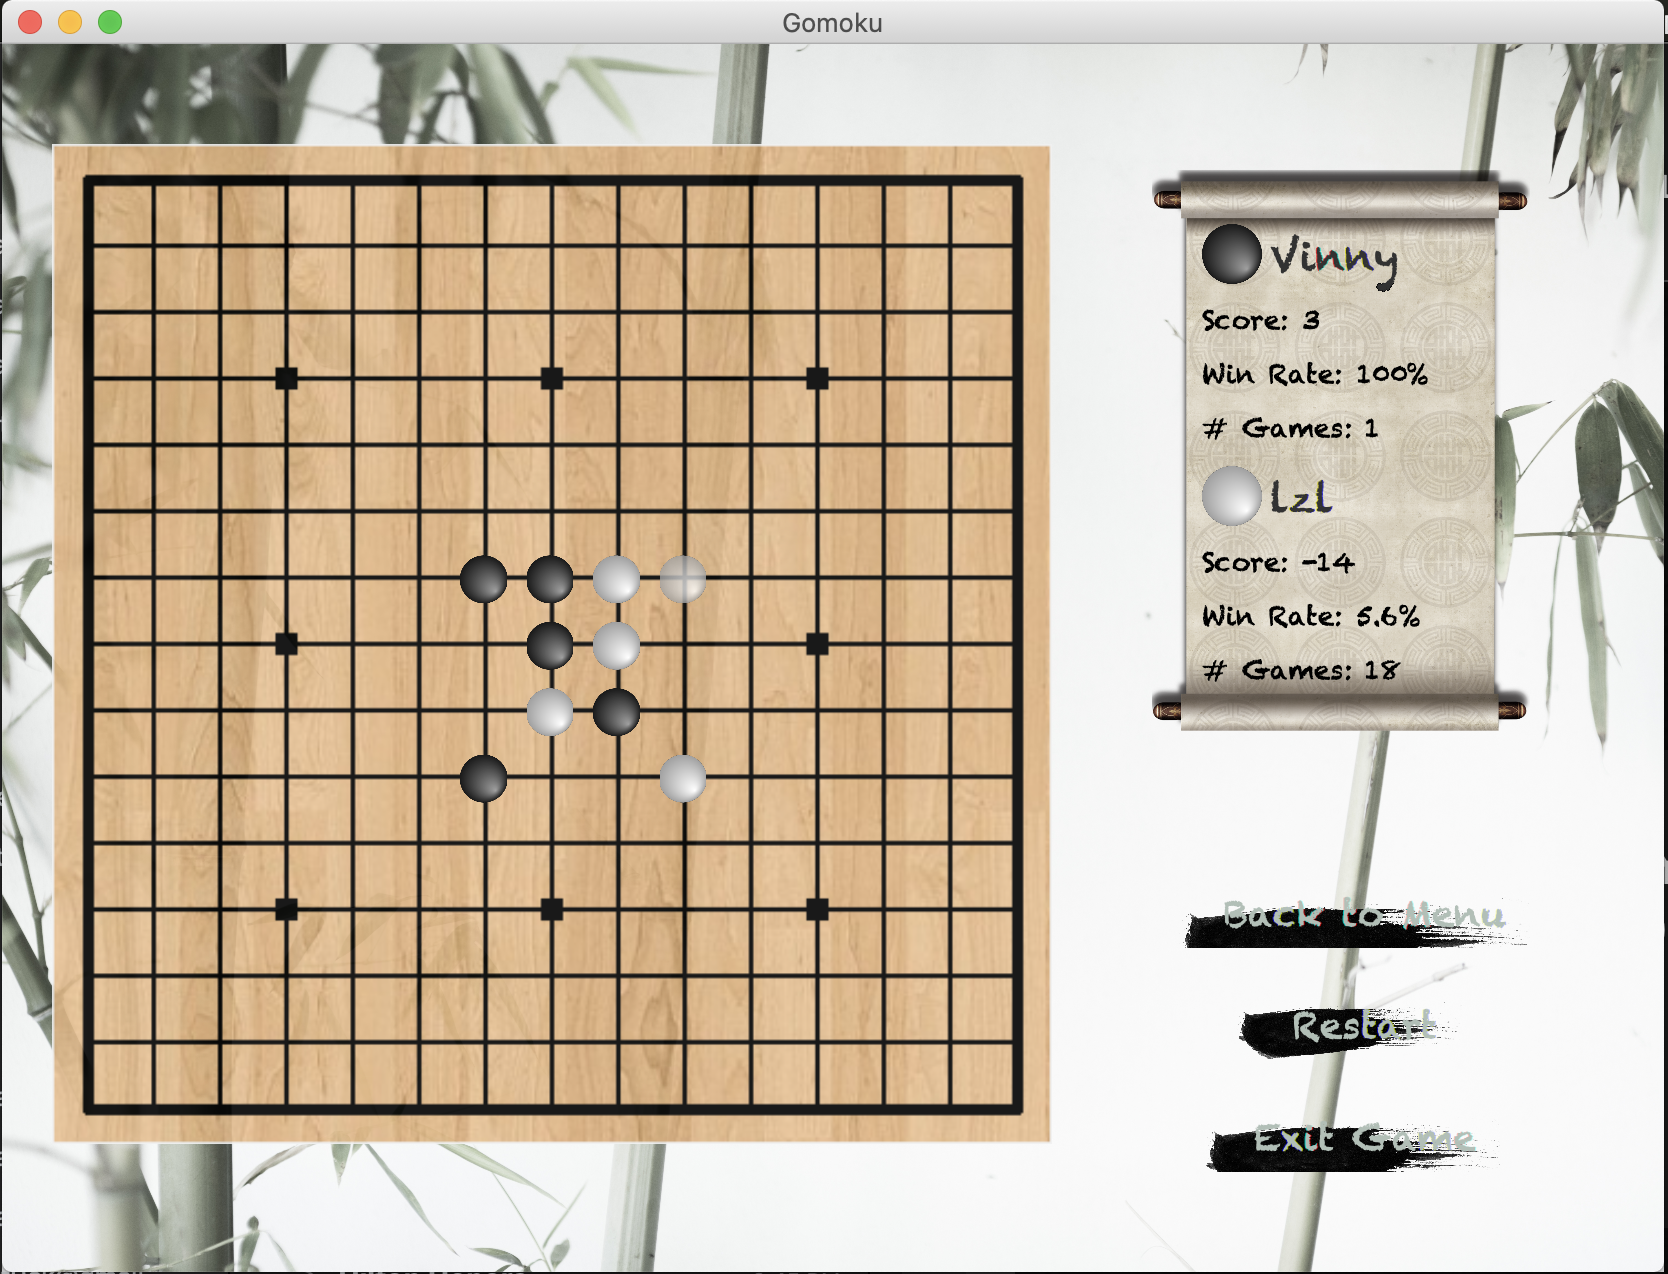 Gomoku
Vinny
Score: 3
Win Rate: 100%
# Games: 1
lzl
Score: -14
Win Rate: 5.6%
# Games: 18
Back to Menu
Restart
Exit Game